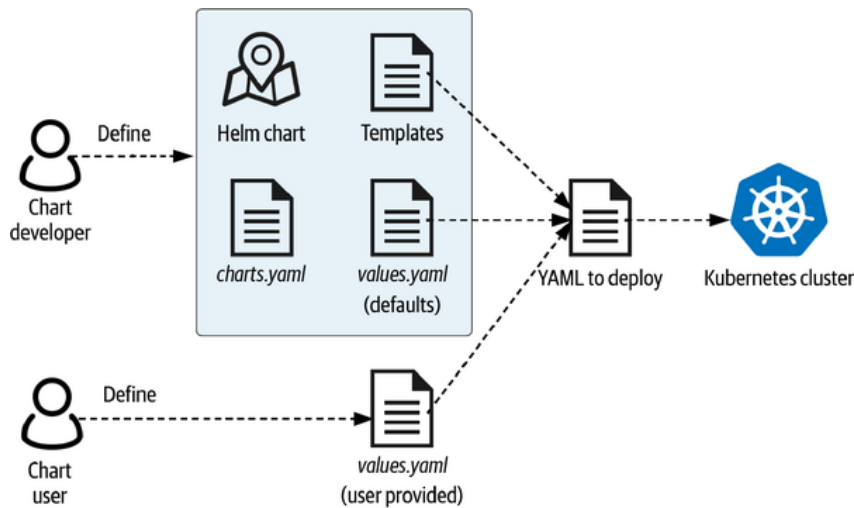 Define
Chart
developer
Helm chart
Templates
charts.yaml
values.yaml
(defaults)
YAML to deploy
Kubernetes cluster
Define
Chart
user
values.yaml
(user provided)